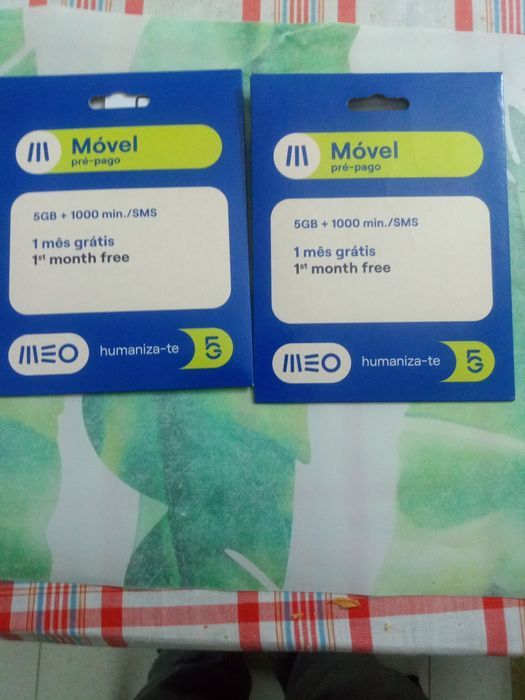 Móvel
pré-pago
5GB + 1000 min./SMS
1 mês grátis
1st month free
MEO
humaniza-te
5G
Móvel
pré-pago
5GB + 1000 min./SMS
1 mês grátis
1st month free
MEO
humaniza-te
5G